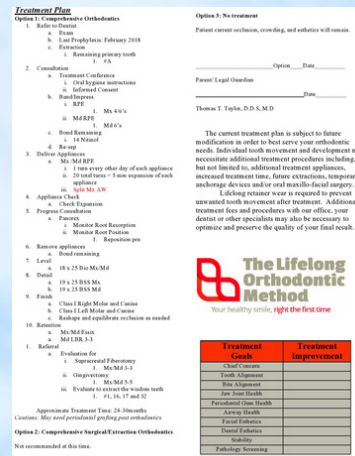 Treatment Plan
Option 1: Comprehensive Orthodontics
1. Refer to Dentist
a. Exam
b. Last Prophylaxis: February 2018
c. Extraction
i. Remaining primary tooth
1. #A
2. Consultation
a. Treatment Conference
i. Oral hygiene instructions
ii. Informed Consent
b. Band/Impress
i. RPE
1. Mx 4/6's
ii. Md RPE
1. Md 6's
c. Bond Remaining
i. 14 Nitinol
d. Re-sep
3. Deliver Appliances
a. Mx/Md RPE
i. 1 turn every other day of each appliance
ii. 20 total turns = 5 mm expansion of each
appliance
iii. Split Mx AW
4. Appliance Check
a. Check Expansion
5. Progress Consultation
a. Panorex
i. Monitor Root Resorption
ii. Monitor Root Position
1. Reposition prn
6. Remove appliances
a. Bond remaining
7. Level
a. 18 x 25 Bio Mx/Md
8. Detail
a. 19 x 25 BSS Mx
b. 19 x 25 BSS Md
9. Finish
a. Class I Right Molar and Canine
b. Class I Left Molar and Canine
c. Reshape and equilibrate occlusion as needed
10. Retention
a. Mx/Md Essix
a. Md LBR 3-3
1. Referral
a. Evaluation for
i. Supracrestal Fiberotomy
1. Mx/Md 3-3
ii. Gingivectomy
1. Mx/Md 5-5
iii. Evaluate to extract the wisdom teeth
1. #1, 16, 17 and 32
Approximate Treatment Time: 24-30months
Cautions: May need periodontal grafting post orthodontics
Option 2: Comprehensive Surgical/Extraction Orthodontics
Not recommended at this time.
Option 3: No treatment
Patient current occlusion, crowding, and esthetics will remain.
Option Date
Parent/ Legal Guardian
Date
Thomas T. Taylor, D.D.S, M.D
The current treatment plan is subject to future
modification in order to best serve your orthodontic
needs. Individual tooth movement and development m
necessitate additional treatment procedures including,
but not limited to, additional treatment appliances,
increased treatment time, future extractions, temporar
anchorage devices and/or oral maxillo-facial surgery.
Lifelong retainer wear is required to prevent
unwanted tooth movement after treatment. Additiona
treatment fees and procedures with our office, your
dentist or other specialists may also be necessary to
optimize and preserve the quality of your final result.
The Lifelong
Orthodontic
Method
Your healthy smile, right the first time
Treatment Goals Treatment Improvement
Chief Concern
Tooth Alignment
Bite Alignment
Jaw Joint Health
Periodontal Gum Health
Airway Health
Facial Esthetics
Dental Esthetics
Stability
Pathology Screening